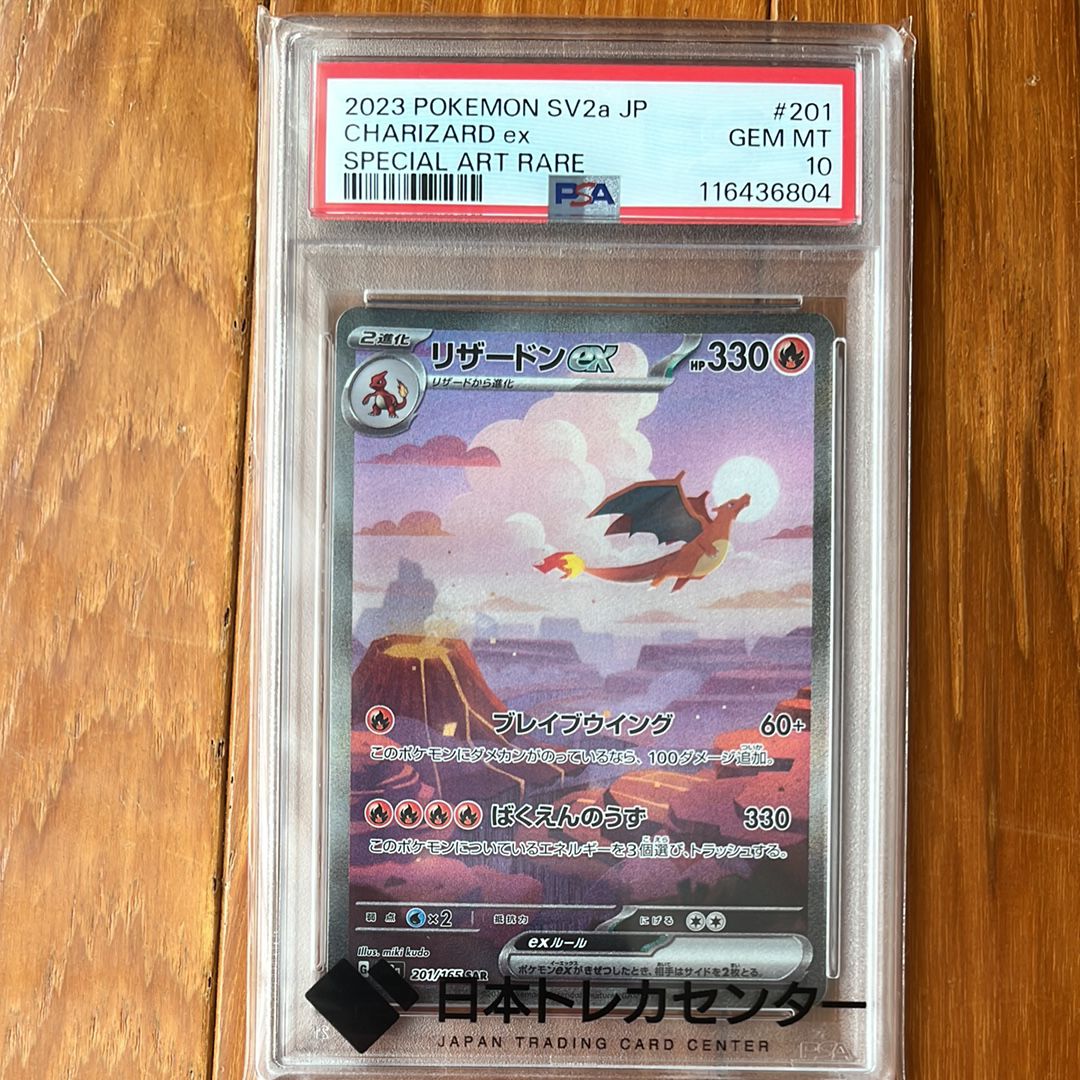 2023 POKEMON SV2a JP #201
CHARIZARD ex GEM MT
SPECIAL ART RARE 10
PSA 116436804
2進化
リザードンex HP330
リザードから進化
ブレイブウイング 60+
このポケモンにダメカンがのっているなら、100ダメージ追加。
ばくえんのうず 330
このポケモンについているエネルギーを3個選び、トラッシュする。
弱点 ×2 抵抗力 にげる
exルール
ポケモンexがきぜつしたとき、相手はサイドを2枚とる。
Illus. miki kudo
G 201/165 SAR
日本トレカセンター
JAPAN TRADING CARD CENTER
PSA